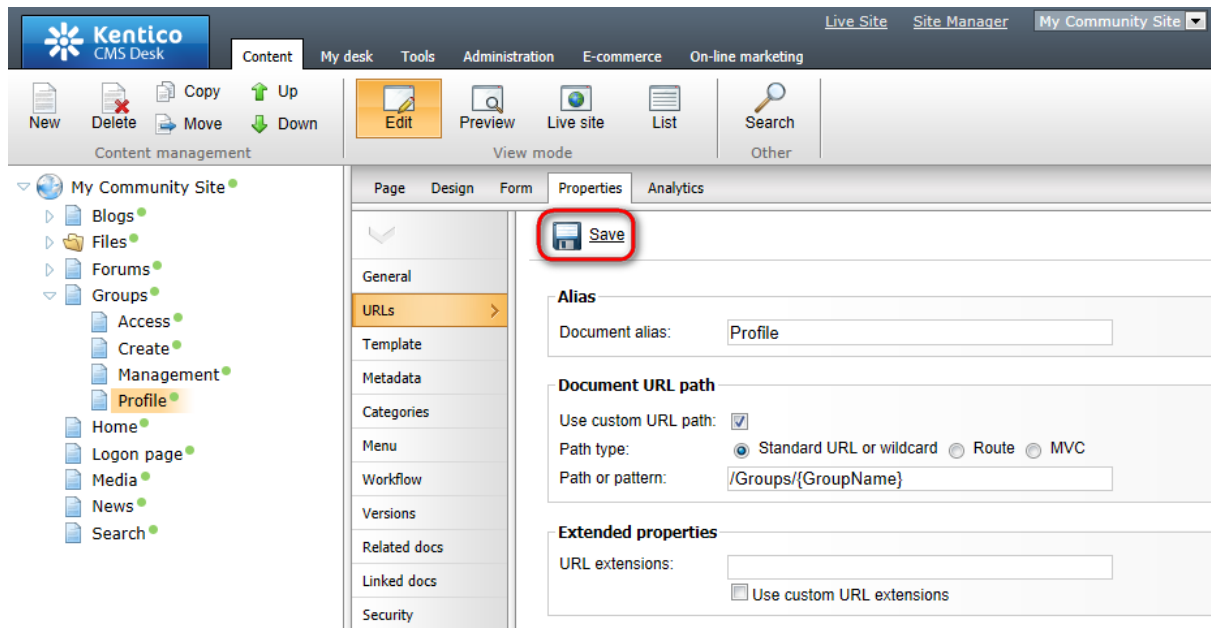 Live Site Site Manager My Community Site
Kentico
CMS Desk
Content My desk Tools Administration E-commerce On-line marketing
New Delete Copy Move Up Down
Content management
Edit Preview Live site List
View mode
Search
Other
My Community Site
Blogs
Files
Forums
Groups
Access
Create
Management
Profile
Home
Logon page
Media
News
Search
Page Design Form Properties Analytics
General
URLs
Template
Metadata
Categories
Menu
Workflow
Versions
Related docs
Linked docs
Security
Save
Alias
Document alias: Profile
Document URL path
Use custom URL path:
Path type: Standard URL or wildcard Route MVC
Path or pattern: /Groups/{GroupName}
Extended properties
URL extensions:
Use custom URL extensions